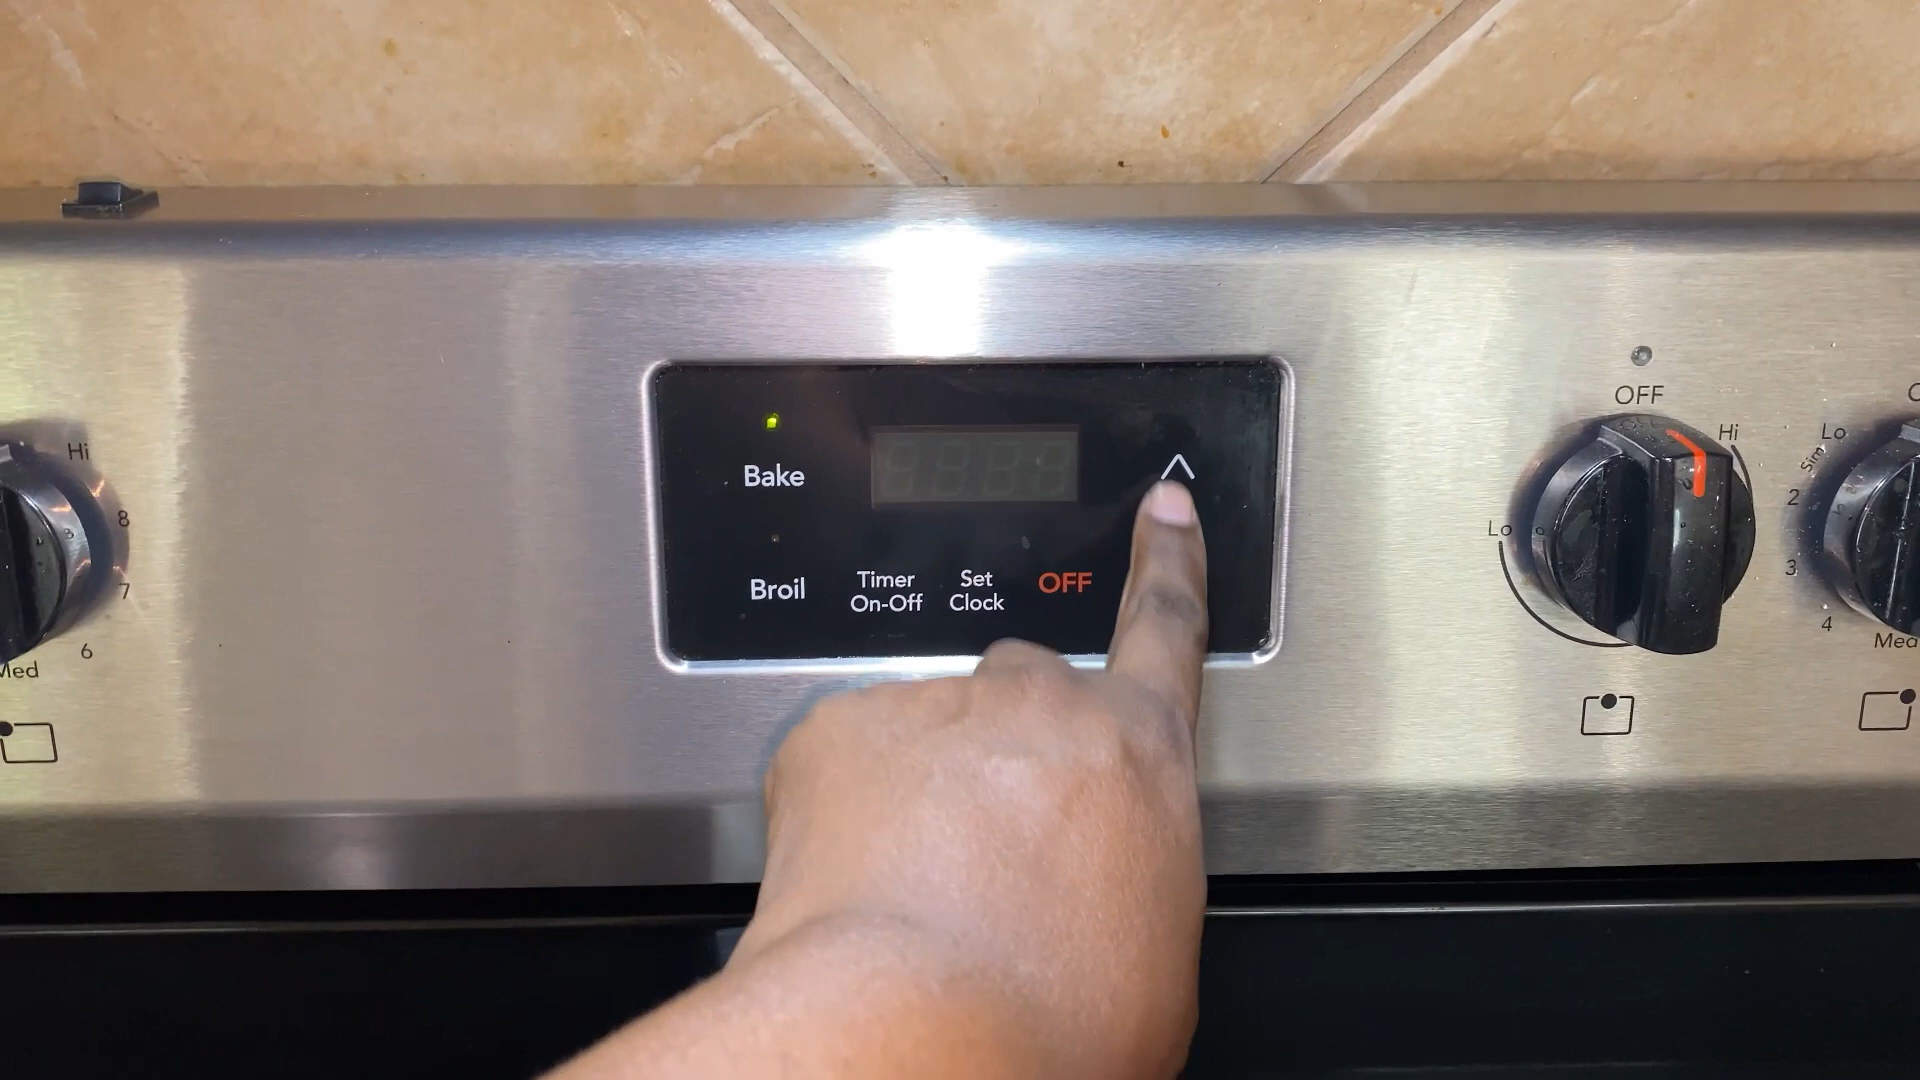 OFF
Hi
Hi
Lo
Sim
8
Bake
2
Lo
3
7
Broil
Timer
On-Off
Set
Clock
OFF
4
6
Med
Med